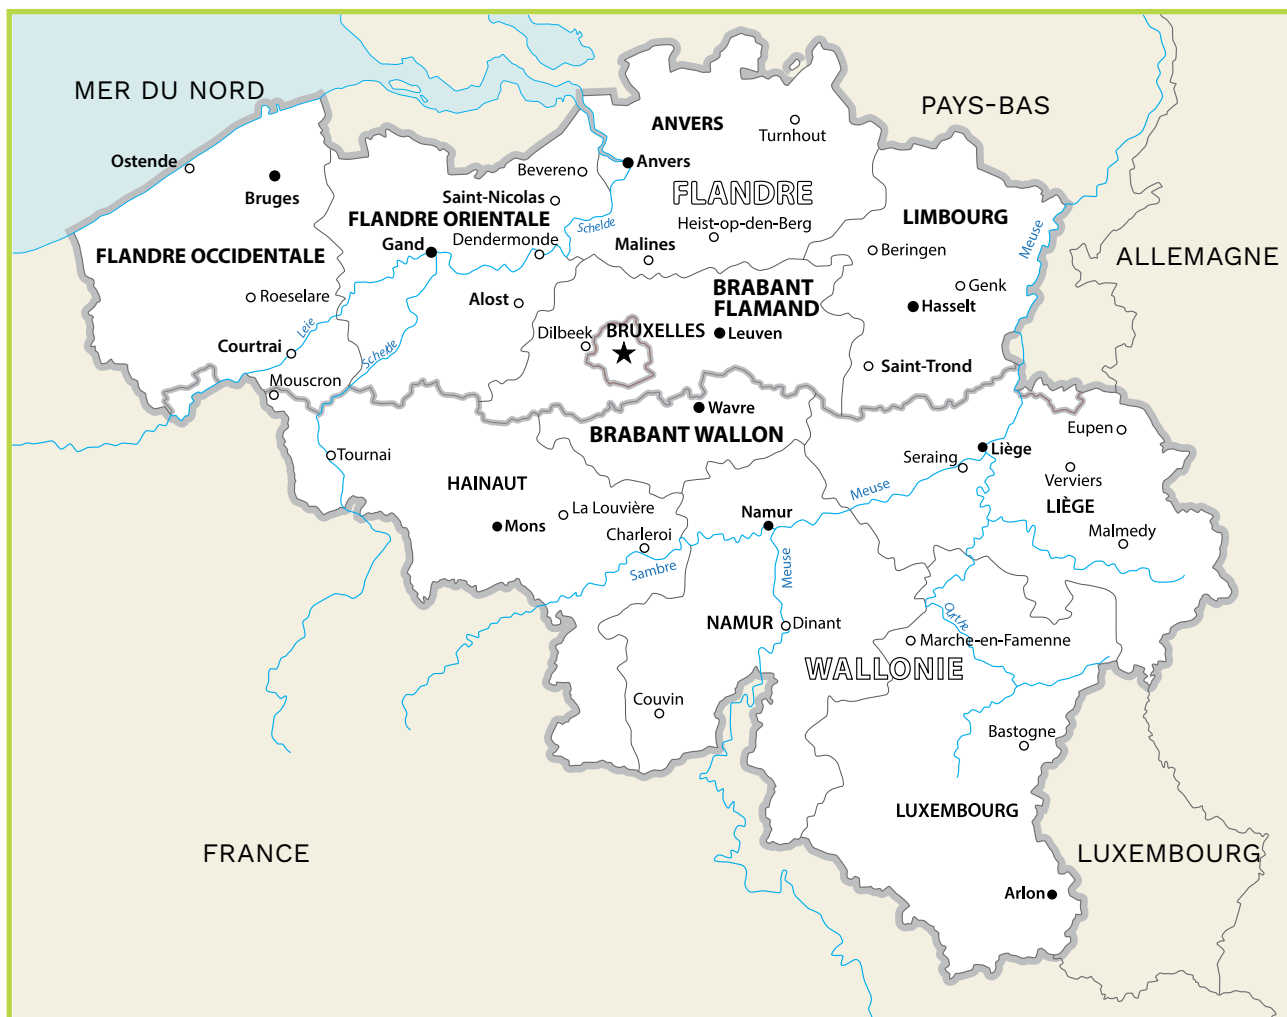 MER DU NORD
PAYS-BAS
ANVERS
Turnhout
Ostende
Anvers
Beveren
Bruges
Saint-Nicolas
FLANDRE
FLANDRE ORIENTALE
LIMBOURG
Schelde
Heist-op-den-Berg
Meuse
Gand
Dendermonde
Malines
Beringen
FLANDRE OCCIDENTALE
ALLEMAGNE
BRABANT
FLAMAND
Genk
Roeselare
Alost
Hasselt
Leie
Dilbeek
BRUXELLES
Leuven
Courtrai
Schelde
Saint-Trond
Mouscron
Wavre
Eupen
BRABANT WALLON
Tournai
Seraing
Liège
Verviers
HAINAUT
Meuse
LIÈGE
La Louvière
Namur
Mons
Charleroi
Malmedy
Sambre
Meuse
Ourthe
NAMUR
Dinant
Marche-en-Famenne
WALLONIE
Couvin
Bastogne
LUXEMBOURG
FRANCE
LUXEMBOURG
Arlon